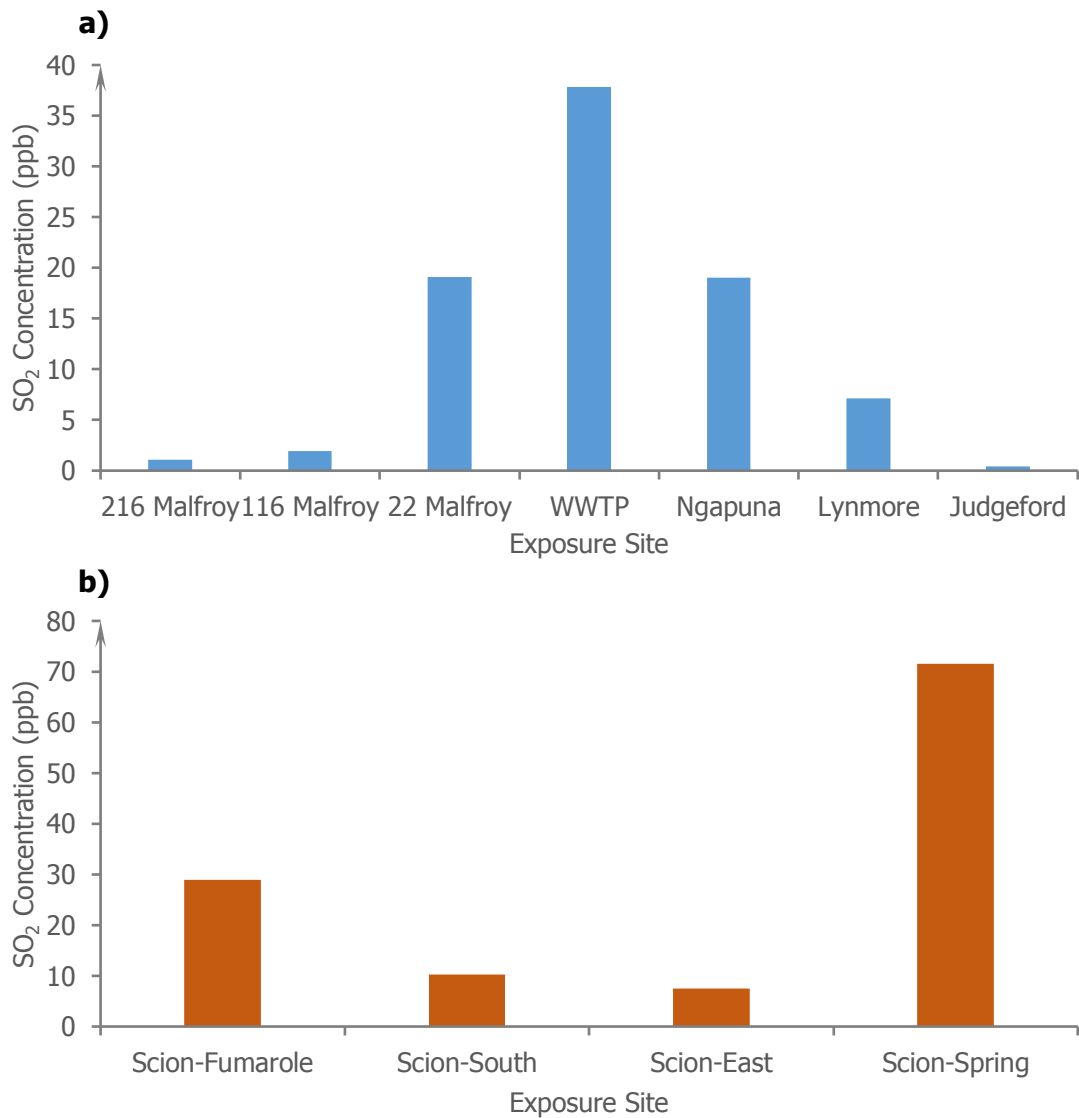 a)
SO₂ Concentration (ppb)
40
35
30
25
20
15
10
5
0
216 Malfroy 116 Malfroy 22 Malfroy WWTP Ngapuna Lynmore Judgeford
Exposure Site
b)
SO₂ Concentration (ppb)
80
70
60
50
40
30
20
10
0
Scion-Fumarole Scion-South Scion-East Scion-Spring
Exposure Site